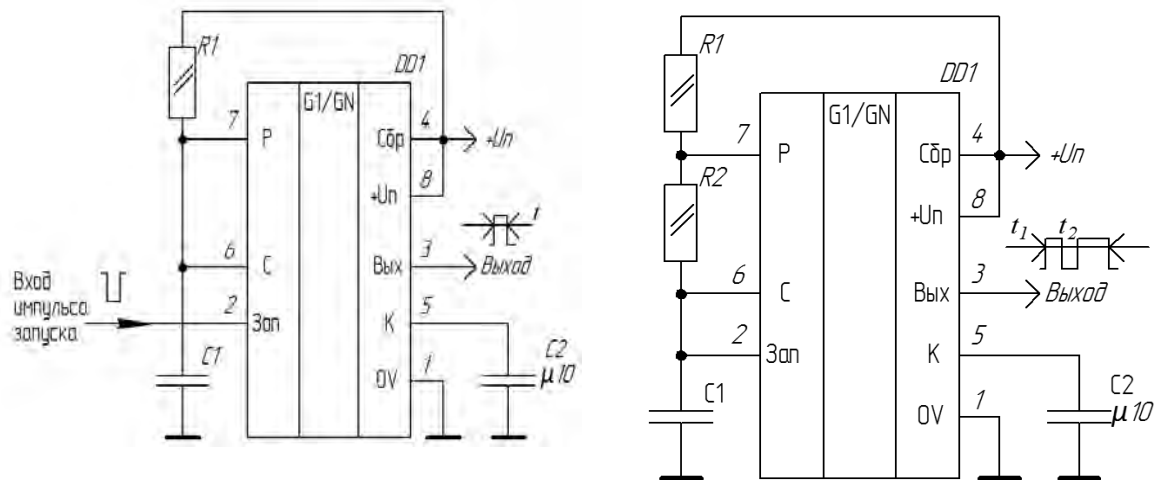 R1
DD1
G1/GN
7
P
Сбр
4
+Uп
8
+Uп
t
6
C
Вых
3
Выход
Вход
импульса
запуска
2
Зап
K
5
C1
C2
μ10
0V
1
R1
DD1
G1/GN
7
P
Сбр
4
+Uп
R2
8
+Uп
t₁
t₂
6
C
Вых
3
Выход
2
Зап
K
5
C1
C2
μ10
0V
1